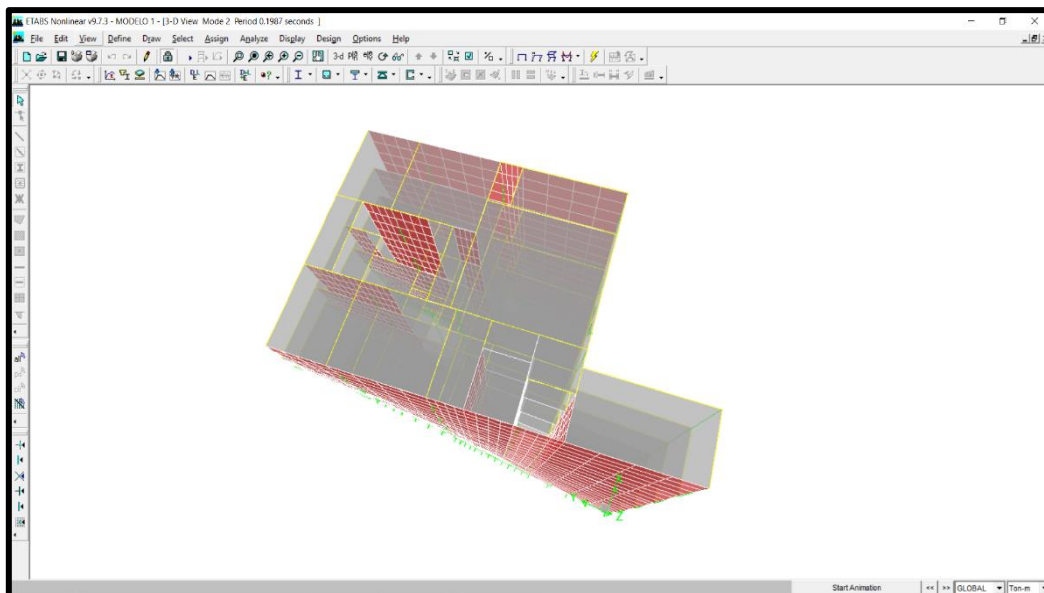 ETABS Nonlinear v9.7.3 - MODELO 1 - [3-D View Mode 2 Period 0.1987 seconds ]
File Edit View Define Draw Select Assign Analyze Display Design Options Help
3-d
Z
Start Animation << >> GLOBAL Ton-m